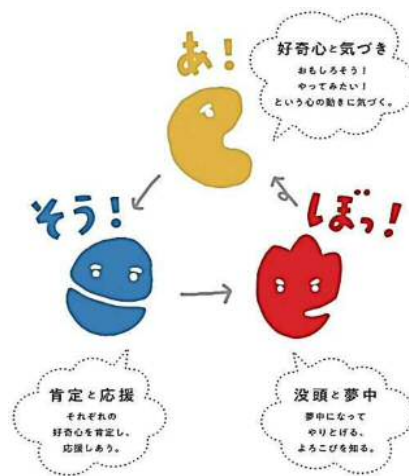 あ!
好奇心と気づき
おもしろそう!
やってみたい!
という心の動きに気づく。
そう!
ぼっ!
肯定と応援
それぞれの
好奇心を肯定し、
応援しあう。
没頭と夢中
夢中になって
やりとげる、
よろこびを知る。